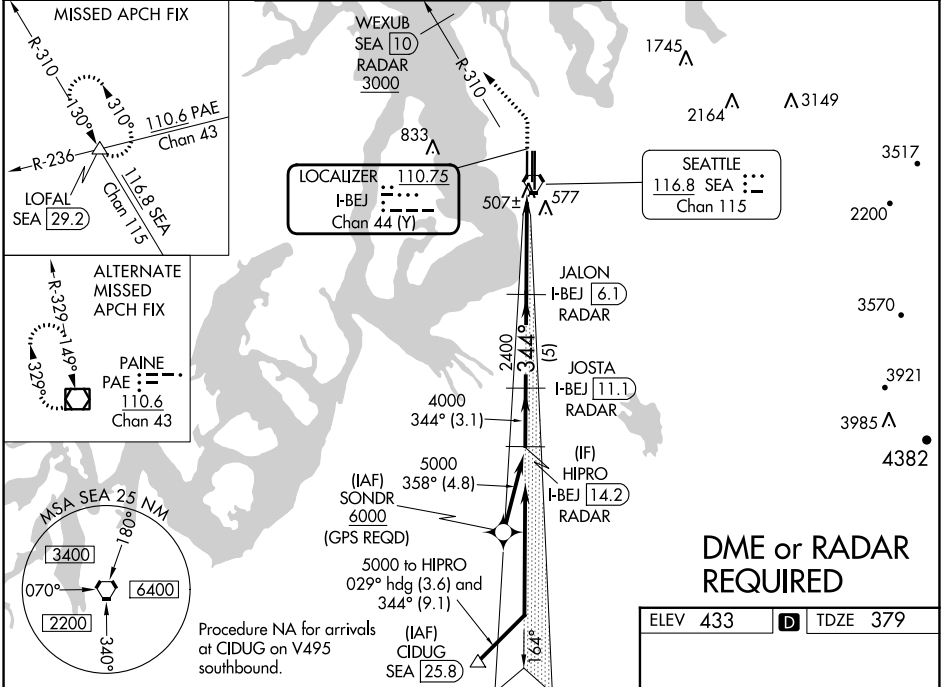 MISSED APCH FIX
R-310
310°
130°
110.6 PAE
Chan 43
R-236
LOFAL
SEA 29.2
116.8 SEA
Chan 115
WEXUB
SEA 10
RADAR
3000
R-310
1745
2164
3149
833
3517
LOCALIZER 110.75
I-BEJ
Chan 44 (Y)
SEATTLE
116.8 SEA
Chan 115
507±
577
2200
ALTERNATE
MISSED
APCH FIX
R-329
149°
329°
PAINE
PAE
110.6
Chan 43
JALON
I-BEJ 6.1
RADAR
2400
344°
(5)
3570
JOSTA
I-BEJ 11.1
RADAR
3921
4000
344° (3.1)
3985
4382
(IF)
HIPRO
I-BEJ 14.2
RADAR
5000
358° (4.8)
(IAF)
SONDR
6000
(GPS REQD)
MSA SEA 25 NM
180°
3400
070°
6400
2200
340°
5000 to HIPRO
029° hdg (3.6) and
344° (9.1)
DME or RADAR
REQUIRED
Procedure NA for arrivals
at CIDUG on V495
southbound.
(IAF)
CIDUG
SEA 25.8
164°
ELEV 433 D TDZE 379